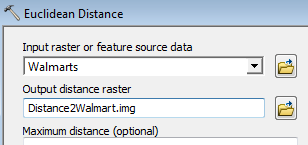 Euclidean Distance
Input raster or feature source data
Walmarts
Output distance raster
Distance2Walmart.img
Maximum distance (optional)